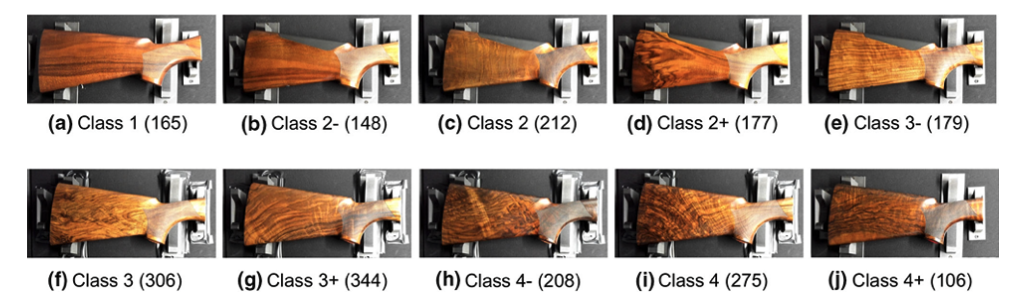 (a) Class 1 (165)
(b) Class 2- (148)
(c) Class 2 (212)
(d) Class 2+ (177)
(e) Class 3- (179)
(f) Class 3 (306)
(g) Class 3+ (344)
(h) Class 4- (208)
(i) Class 4 (275)
(j) Class 4+ (106)